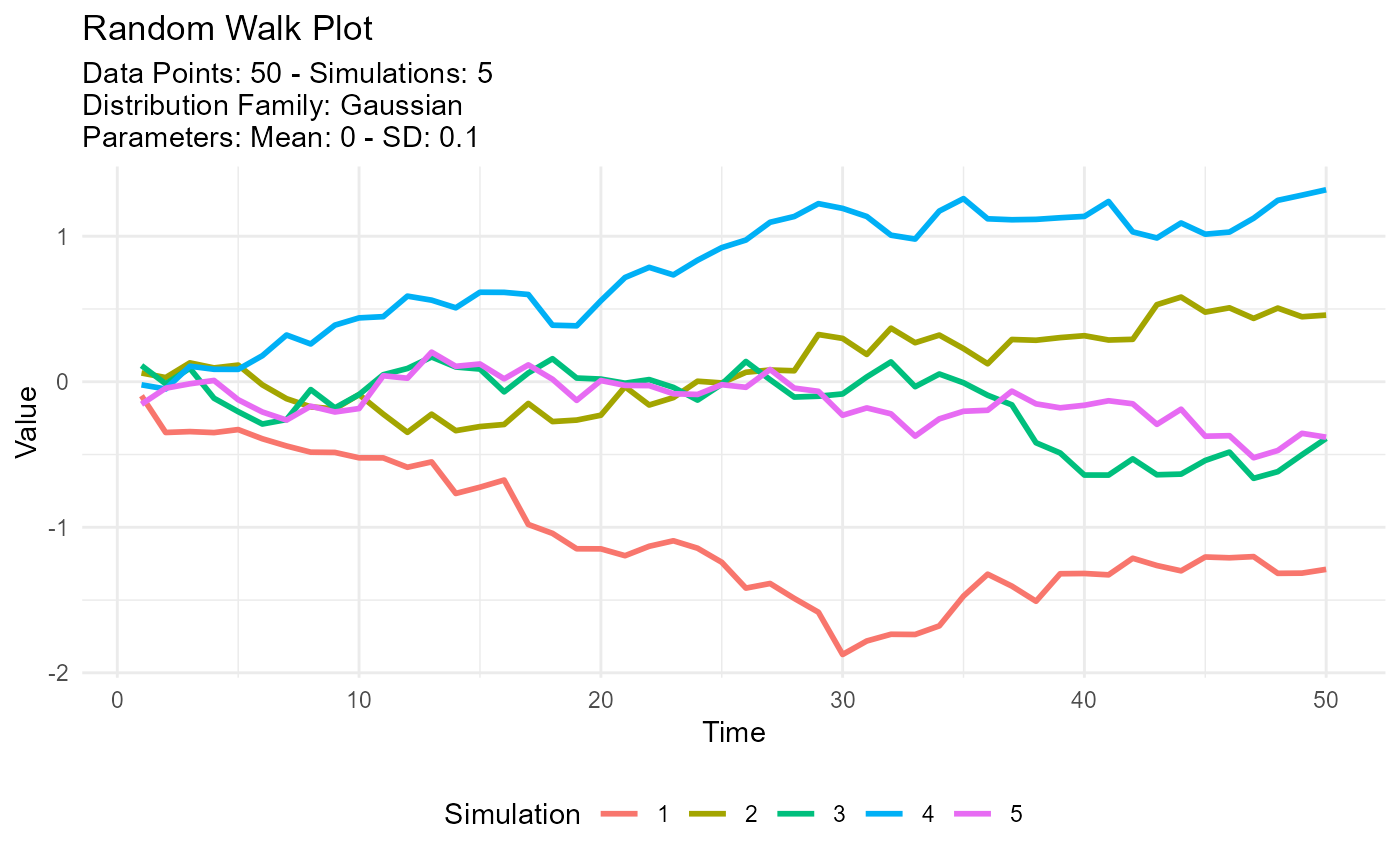 Random Walk Plot
Data Points: 50 - Simulations: 5
Distribution Family: Gaussian
Parameters: Mean: 0 - SD: 0.1
Value
1
0
-1
-2
0 10 20 30 40 50
Time
Simulation 1 2 3 4 5